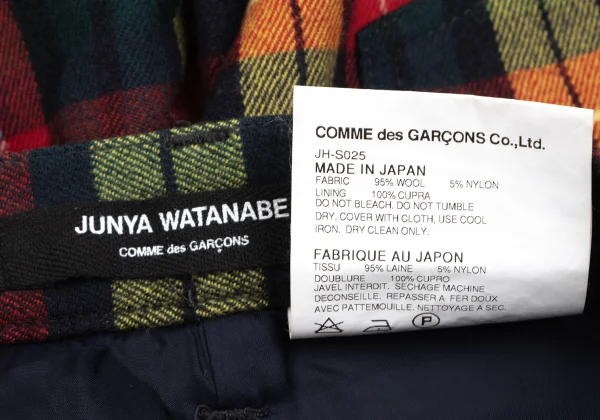 JUNYA WATANABE
COMME des GARÇONS
COMME des GARÇONS Co.,Ltd.
JH-S025
MADE IN JAPAN
FABRIC 95% WOOL 5% NYLON
LINING 100% CUPRA
DO NOT BLEACH. DO NOT TUMBLE
DRY. COVER WITH CLOTH, USE COOL
IRON. DRY CLEAN ONLY.
FABRIQUE AU JAPON
TISSU 95% LAINE 5% NYLON
DOUBLURE 100% CUPRO
JAVEL INTERDIT. SECHAGE MACHINE
DECONSEILLE. REPASSER A FER DOUX
AVEC PATTEMOUILLE. NETTOYAGE A SEC.
P